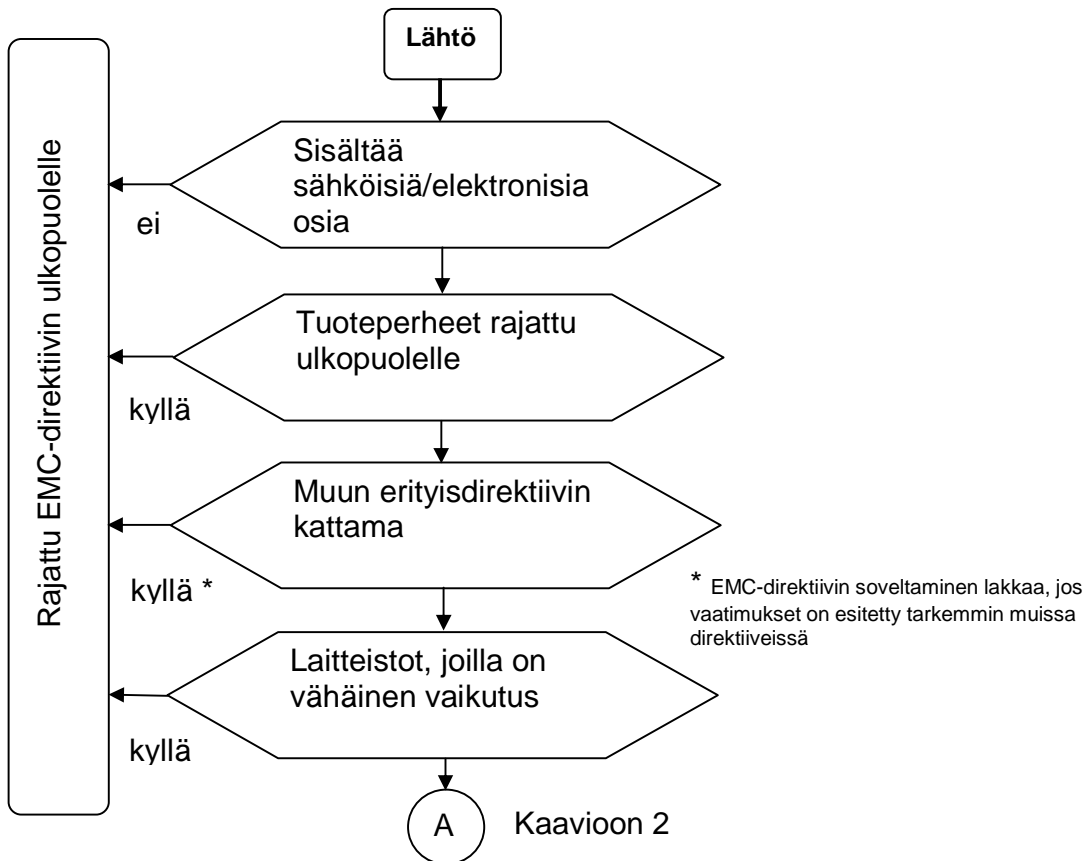 Lähtö
Rajattu EMC-direktiivin ulkopuolelle
Sisältää
sähköisiä/elektronisia
osia
ei
Tuoteperheet rajattu
ulkopuolelle
kyllä
Muun erityisdirektiivin
kattama
kyllä *
* EMC-direktiivin soveltaminen lakkaa, jos
vaatimukset on esitetty tarkemmin muissa
direktiiveissä
Laitteistot, joilla on
vähäinen vaikutus
kyllä
A
Kaavioon 2